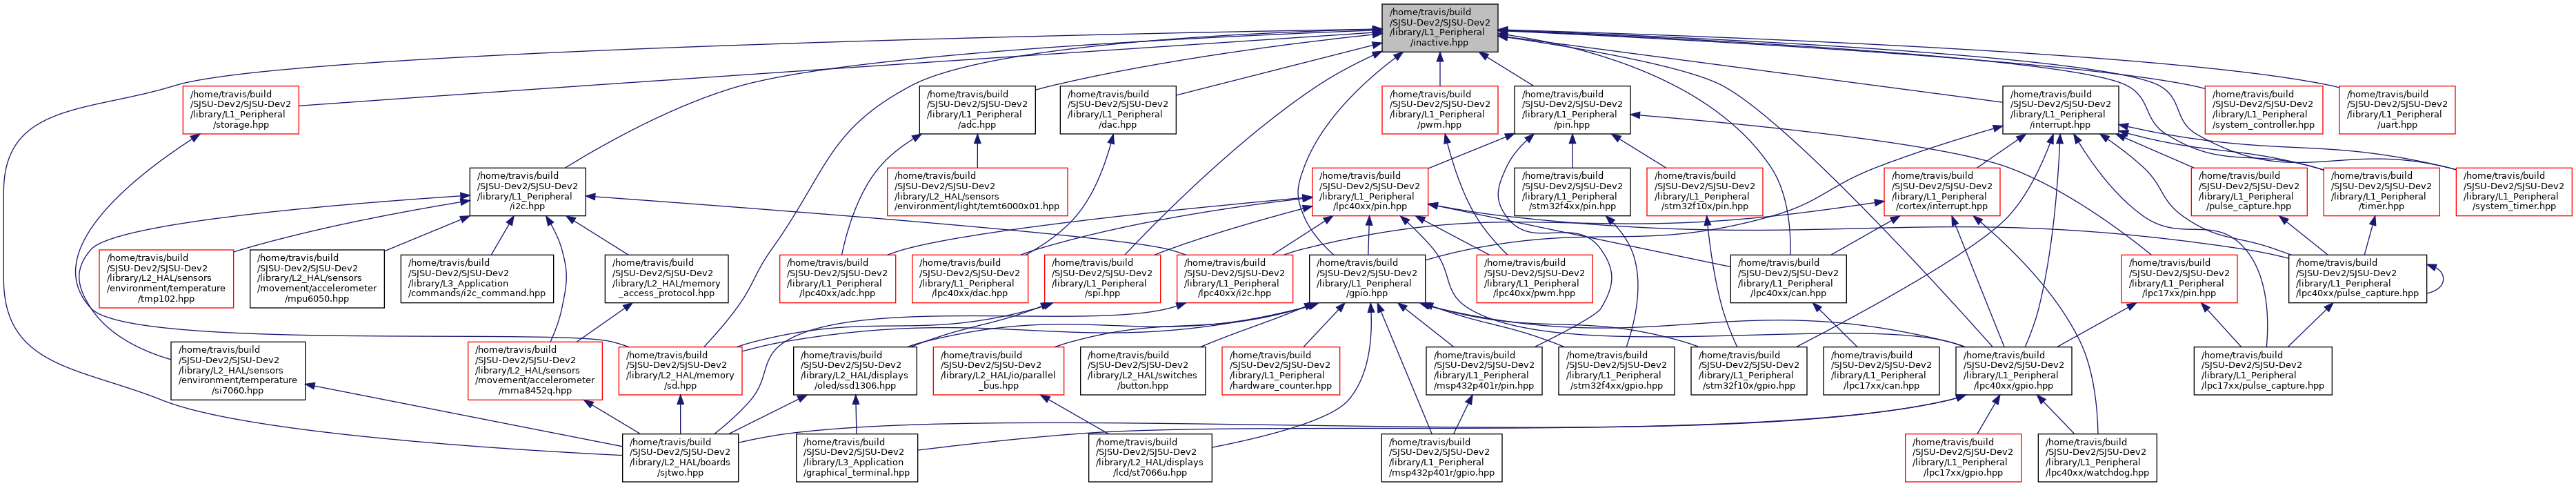 /home/travis/build
/SJSU-Dev2/SJSU-Dev2
/library/L1_Peripheral
/inactive.hpp
/home/travis/build
/SJSU-Dev2/SJSU-Dev2
/library/L1_Peripheral
/storage.hpp
/home/travis/build
/SJSU-Dev2/SJSU-Dev2
/library/L1_Peripheral
/adc.hpp
/home/travis/build
/SJSU-Dev2/SJSU-Dev2
/library/L1_Peripheral
/dac.hpp
/home/travis/build
/SJSU-Dev2/SJSU-Dev2
/library/L1_Peripheral
/pwm.hpp
/home/travis/build
/SJSU-Dev2/SJSU-Dev2
/library/L1_Peripheral
/pin.hpp
/home/travis/build
/SJSU-Dev2/SJSU-Dev2
/library/L1_Peripheral
/interrupt.hpp
/home/travis/build
/SJSU-Dev2/SJSU-Dev2
/library/L1_Peripheral
/system_controller.hpp
/home/travis/build
/SJSU-Dev2/SJSU-Dev2
/library/L1_Peripheral
/uart.hpp
/home/travis/build
/SJSU-Dev2/SJSU-Dev2
/library/L1_Peripheral
/i2c.hpp
/home/travis/build
/SJSU-Dev2/SJSU-Dev2
/library/L2_HAL/sensors
/environment/light/temt6000x01.hpp
/home/travis/build
/SJSU-Dev2/SJSU-Dev2
/library/L1_Peripheral
/lpc40xx/pin.hpp
/home/travis/build
/SJSU-Dev2/SJSU-Dev2
/library/L1_Peripheral
/stm32f4xx/pin.hpp
/home/travis/build
/SJSU-Dev2/SJSU-Dev2
/library/L1_Peripheral
/stm32f10x/pin.hpp
/home/travis/build
/SJSU-Dev2/SJSU-Dev2
/library/L1_Peripheral
/cortex/interrupt.hpp
/home/travis/build
/SJSU-Dev2/SJSU-Dev2
/library/L1_Peripheral
/pulse_capture.hpp
/home/travis/build
/SJSU-Dev2/SJSU-Dev2
/library/L1_Peripheral
/timer.hpp
/home/travis/build
/SJSU-Dev2/SJSU-Dev2
/library/L1_Peripheral
/system_timer.hpp
/home/travis/build
/SJSU-Dev2/SJSU-Dev2
/library/L2_HAL/sensors
/environment/temperature
/tmp102.hpp
/home/travis/build
/SJSU-Dev2/SJSU-Dev2
/library/L2_HAL/sensors
/movement/accelerometer
/mpu6050.hpp
/home/travis/build
/SJSU-Dev2/SJSU-Dev2
/library/L3_Application
/commands/i2c_command.hpp
/home/travis/build
/SJSU-Dev2/SJSU-Dev2
/library/L2_HAL/memory
_access_protocol.hpp
/home/travis/build
/SJSU-Dev2/SJSU-Dev2
/library/L1_Peripheral
/lpc40xx/adc.hpp
/home/travis/build
/SJSU-Dev2/SJSU-Dev2
/library/L1_Peripheral
/lpc40xx/dac.hpp
/home/travis/build
/SJSU-Dev2/SJSU-Dev2
/library/L1_Peripheral
/spi.hpp
/home/travis/build
/SJSU-Dev2/SJSU-Dev2
/library/L1_Peripheral
/lpc40xx/i2c.hpp
/home/travis/build
/SJSU-Dev2/SJSU-Dev2
/library/L1_Peripheral
/gpio.hpp
/home/travis/build
/SJSU-Dev2/SJSU-Dev2
/library/L1_Peripheral
/lpc40xx/pwm.hpp
/home/travis/build
/SJSU-Dev2/SJSU-Dev2
/library/L1_Peripheral
/lpc40xx/can.hpp
/home/travis/build
/SJSU-Dev2/SJSU-Dev2
/library/L1_Peripheral
/lpc17xx/pin.hpp
/home/travis/build
/SJSU-Dev2/SJSU-Dev2
/library/L1_Peripheral
/lpc40xx/pulse_capture.hpp
/home/travis/build
/SJSU-Dev2/SJSU-Dev2
/library/L2_HAL/sensors
/environment/temperature
/si7060.hpp
/home/travis/build
/SJSU-Dev2/SJSU-Dev2
/library/L2_HAL/sensors
/movement/accelerometer
/mma8452q.hpp
/home/travis/build
/SJSU-Dev2/SJSU-Dev2
/library/L2_HAL/memory
/sd.hpp
/home/travis/build
/SJSU-Dev2/SJSU-Dev2
/library/L2_HAL/displays
/oled/ssd1306.hpp
/home/travis/build
/SJSU-Dev2/SJSU-Dev2
/library/L2_HAL/io/parallel
_bus.hpp
/home/travis/build
/SJSU-Dev2/SJSU-Dev2
/library/L2_HAL/switches
/button.hpp
/home/travis/build
/SJSU-Dev2/SJSU-Dev2
/library/L1_Peripheral
/hardware_counter.hpp
/home/travis/build
/SJSU-Dev2/SJSU-Dev2
/library/L1_Peripheral
/msp432p401r/pin.hpp
/home/travis/build
/SJSU-Dev2/SJSU-Dev2
/library/L1_Peripheral
/stm32f4xx/gpio.hpp
/home/travis/build
/SJSU-Dev2/SJSU-Dev2
/library/L1_Peripheral
/stm32f10x/gpio.hpp
/home/travis/build
/SJSU-Dev2/SJSU-Dev2
/library/L1_Peripheral
/lpc17xx/can.hpp
/home/travis/build
/SJSU-Dev2/SJSU-Dev2
/library/L1_Peripheral
/lpc40xx/gpio.hpp
/home/travis/build
/SJSU-Dev2/SJSU-Dev2
/library/L1_Peripheral
/lpc17xx/pulse_capture.hpp
/home/travis/build
/SJSU-Dev2/SJSU-Dev2
/library/L2_HAL/boards
/sjtwo.hpp
/home/travis/build
/SJSU-Dev2/SJSU-Dev2
/library/L3_Application
/graphical_terminal.hpp
/home/travis/build
/SJSU-Dev2/SJSU-Dev2
/library/L2_HAL/displays
/lcd/st7066u.hpp
/home/travis/build
/SJSU-Dev2/SJSU-Dev2
/library/L1_Peripheral
/msp432p401r/gpio.hpp
/home/travis/build
/SJSU-Dev2/SJSU-Dev2
/library/L1_Peripheral
/lpc17xx/gpio.hpp
/home/travis/build
/SJSU-Dev2/SJSU-Dev2
/library/L1_Peripheral
/lpc40xx/watchdog.hpp